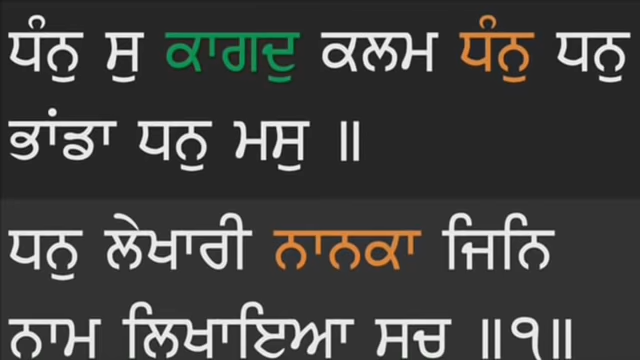 ਧੰਨੁ ਸੁ ਕਾਗਦੁ ਕਲਮ ਧੰਨੁ ਧਨੁ
ਭਾਂਡਾ ਧਨੁ ਮਸੁ ॥
ਧਨੁ ਲੇਖਾਰੀ ਨਾਨਕਾ ਜਿਨਿ
ਨਾਮ ਲਿਖਾਇਆ ਸਚ ॥੧॥